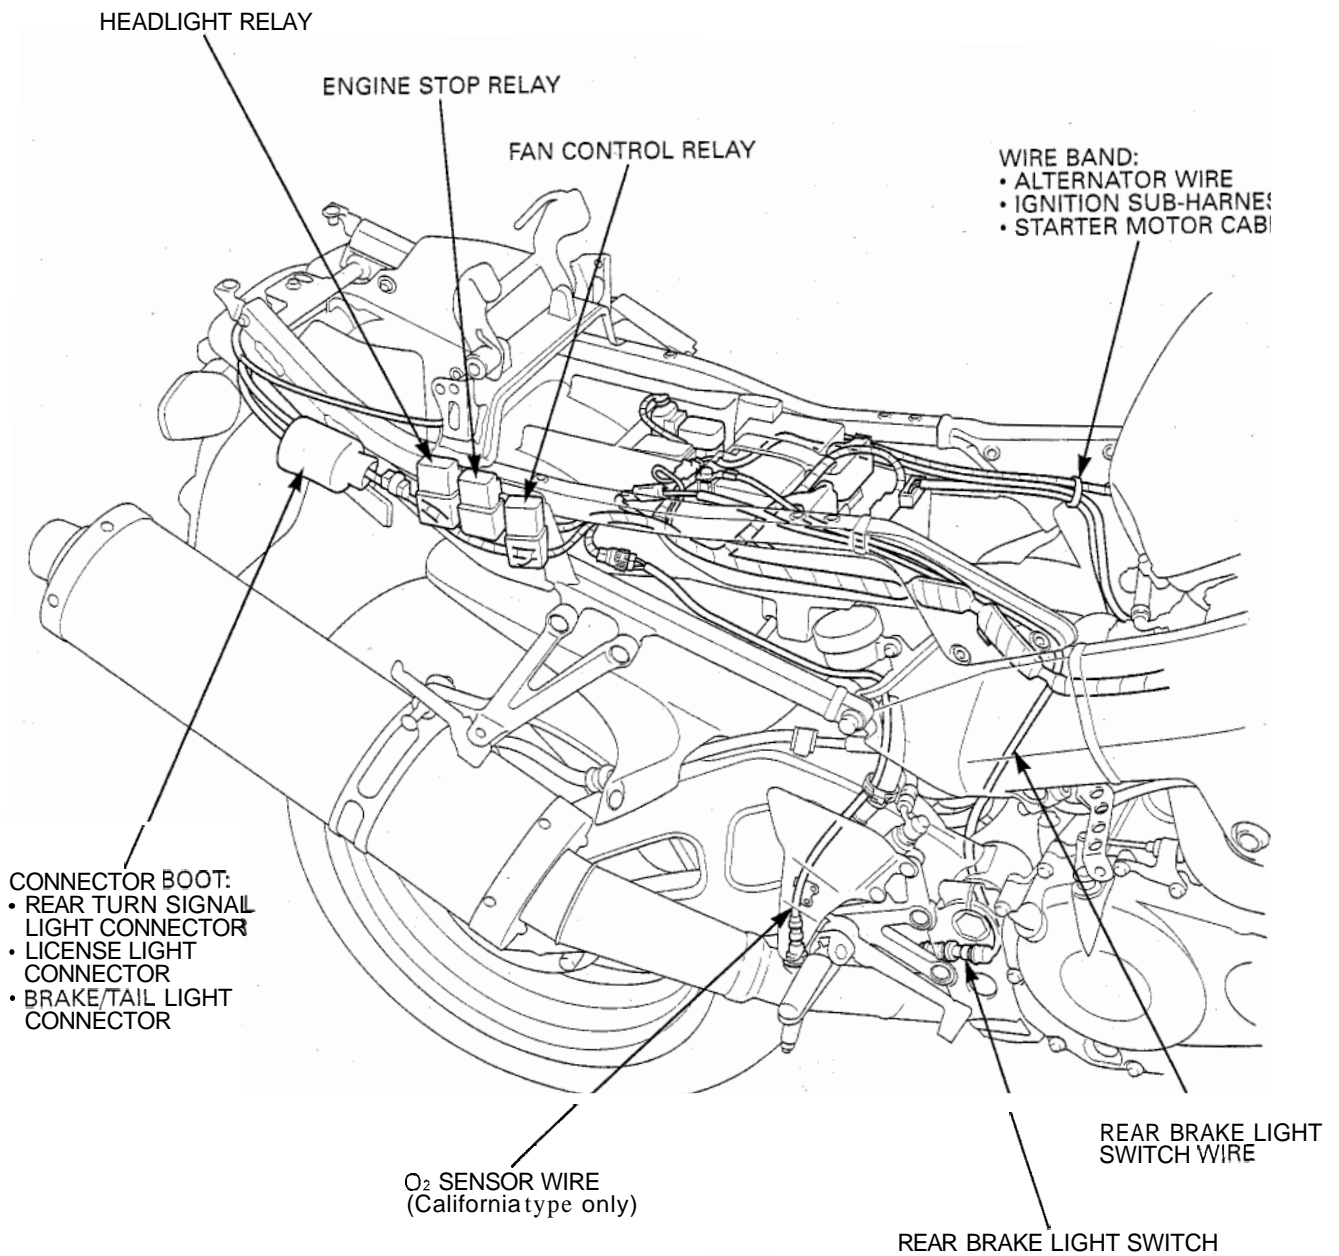 HEADLIGHT RELAY
ENGINE STOP RELAY
FAN CONTROL RELAY
WIRE BAND:
• ALTERNATOR WIRE
• IGNITION SUB-HARNES
• STARTER MOTOR CAB
CONNECTOR BOOT:
• REAR TURN SIGNAL
LIGHT CONNECTOR
• LICENSE LIGHT
CONNECTOR
• BRAKE/TAIL LIGHT
CONNECTOR
O₂ SENSOR WIRE
(California type only)
REAR BRAKE LIGHT
SWITCH WIRE
REAR BRAKE LIGHT SWITCH